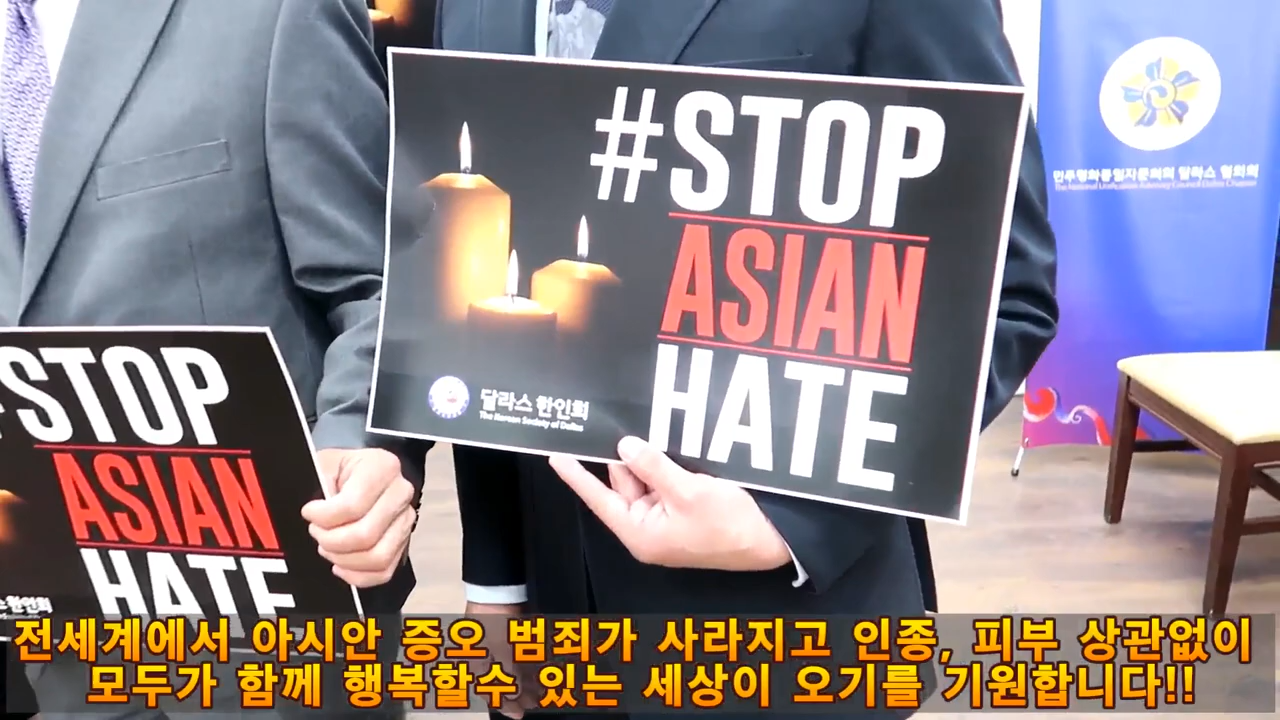 #STOP
ASIAN
HATE
달라스 한인회
The Korean Society of Dallas
#STOP
ASIAN
HATE
스한인회
민주평화통일자문회의 달라스 협의회
The National Unification Advisory Council Dallas Chapter
전세계에서 아시안 증오 범죄가 사라지고 인종, 피부 상관없이
모두가 함께 행복할수 있는 세상이 오기를 기원합니다!!